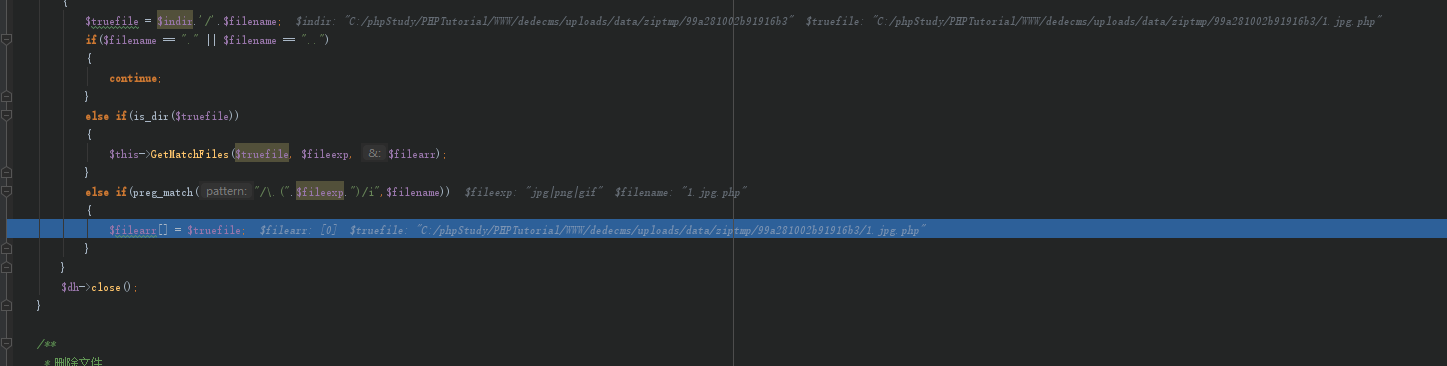 {
$truefile = $indir.'/'.$filename; $indir: "C:/phpStudy/PHPTutorial/WWW/dedecms/uploads/data/ziptmp/99a281002b91916b3" $truefile: "C:/phpStudy/PHPTutorial/WWW/dedecms/uploads/data/ziptmp/99a281002b91916b3/1.jpg.php"
if($filename == "." || $filename == "..")
{
continue;
}
else if(is_dir($truefile))
{
$this->GetMatchFiles($truefile, $fileexp, &: $filearr);
}
else if(preg_match( pattern: "/\.(".$fileexp.")/i",$filename)) $fileexp: "jpg|png|gif" $filename: "1.jpg.php"
{
$filearr[] = $truefile; $filearr: [0] $truefile: "C:/phpStudy/PHPTutorial/WWW/dedecms/uploads/data/ziptmp/99a281002b91916b3/1.jpg.php"
}
}
$dh->close();
}
/**
* 删除文件